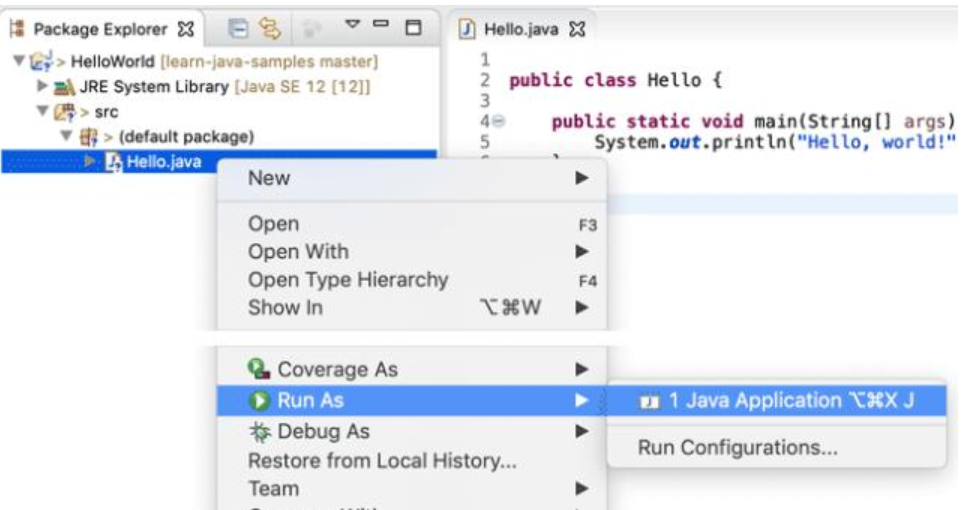 Package Explorer
> HelloWorld [learn-java-samples master]
JRE System Library [Java SE 12 [12]]
> src
> (default package)
Hello.java
Hello.java
1
2 public class Hello {
3
4 public static void main(String[] args)
5 System.out.println("Hello, world!"
New
Open F3
Open With
Open Type Hierarchy F4
Show In ⌥⌘W
Coverage As
Run As
1 Java Application ⌥⌘X J
Debug As
Run Configurations...
Restore from Local History...
Team